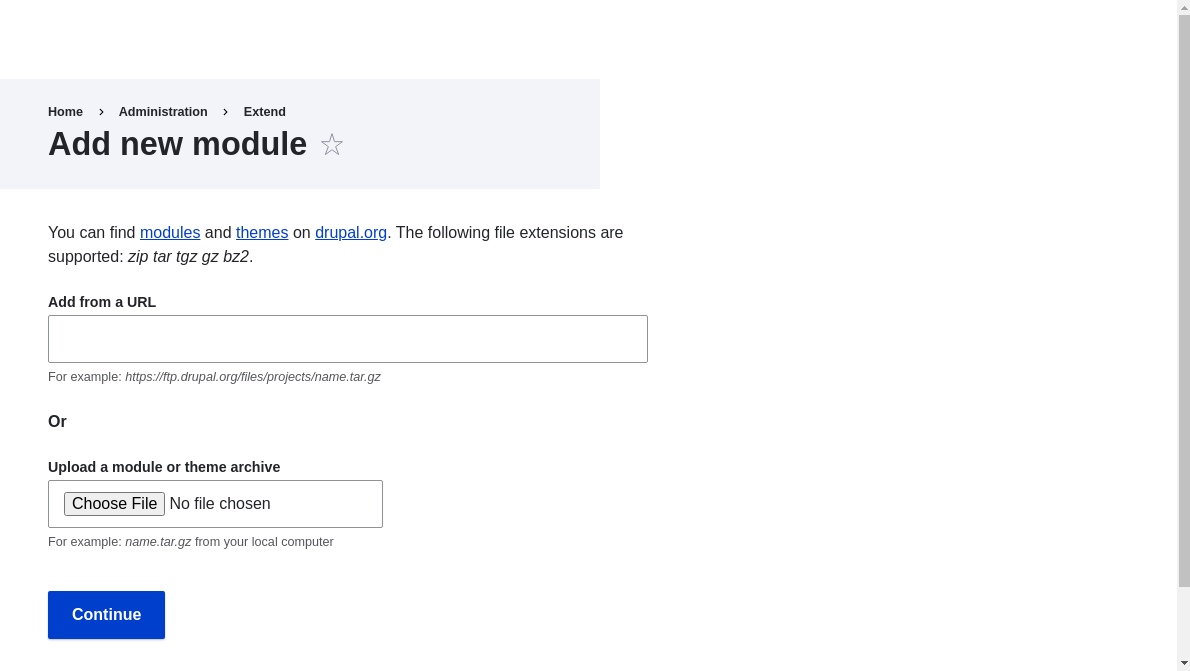 Home Administration Extend
Add new module
You can find modules and themes on drupal.org. The following file extensions are
supported: zip tar tgz gz bz2.
Add from a URL
For example: https://ftp.drupal.org/files/projects/name.tar.gz
Or
Upload a module or theme archive
Choose File No file chosen
For example: name.tar.gz from your local computer
Continue